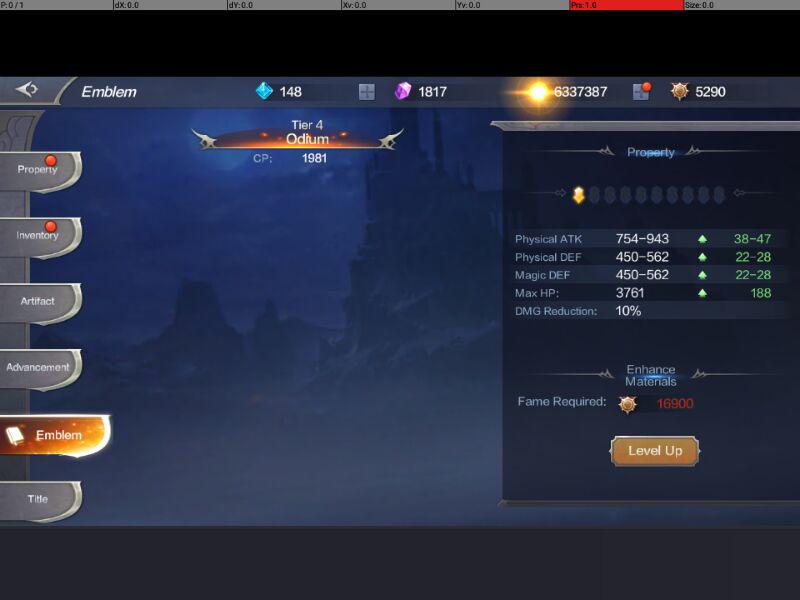 P: 0 / 1 dX: 0.0 dY: 0.0 Xv: 0.0 Yv: 0.0 Prs: 1.0 Size: 0.0
Emblem 148 1817 6337387 5290
Tier 4
Odium
CP: 1981
Property
Inventory
Artifact
Advancement
Emblem
Title
Property
Physical ATK 754-943 38-47
Physical DEF 450-562 22-28
Magic DEF 450-562 22-28
Max HP: 3761 188
DMG Reduction: 10%
Enhance
Materials
Fame Required: 16900
Level Up